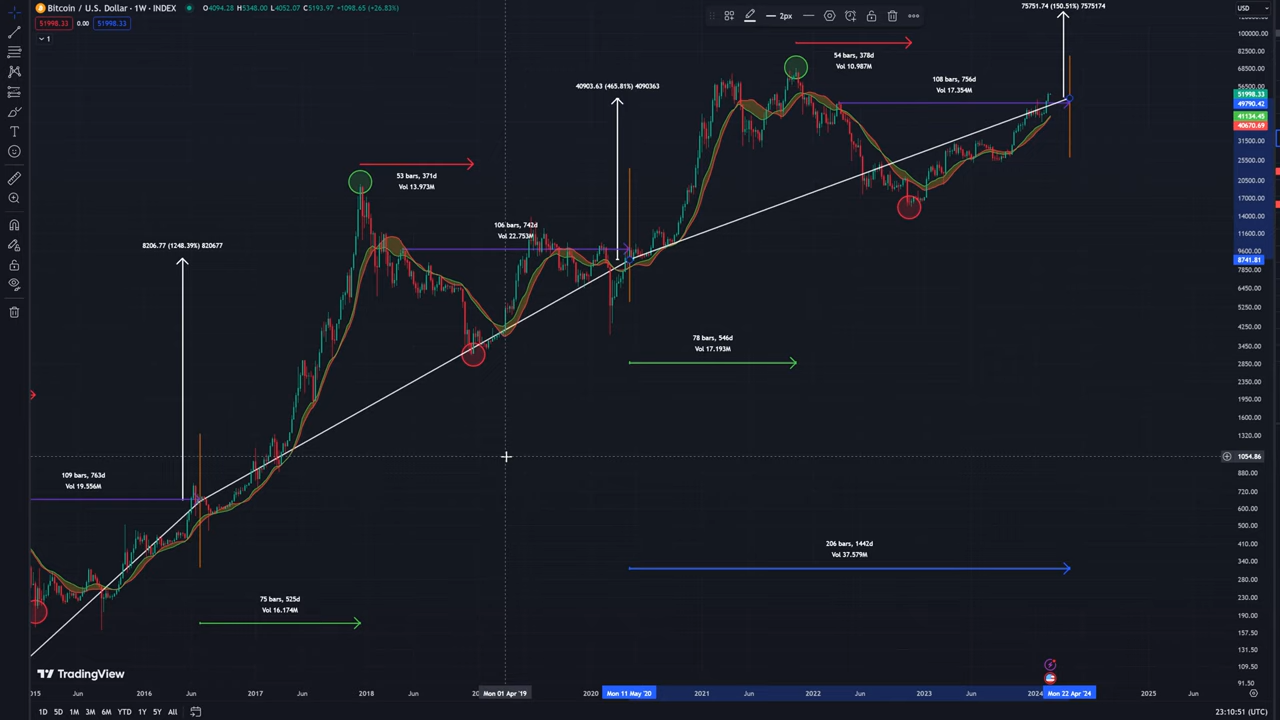 Bitcoin / U.S. Dollar · 1W · INDEX O4094.28 H5348.00 L4052.07 C5193.97 +1098.65 (+26.83%)
51998.33 0.00 51998.33
1
2px
75751.74 (150.51%) 7575174
USD
100000.00
82500.00
54 bars, 378d
Vol 10.987M
68500.00
40903.63 (465.81%) 4090363
108 bars, 756d
Vol 17.354M
51998.33
49790.42
41134.45
40670.69
31500.00
25500.00
53 bars, 371d
Vol 13.973M
20500.00
17000.00
14000.00
106 bars, 742d
Vol 22.753M
11600.00
8206.77 (1248.39%) 820677
9600.00
8741.81
7850.00
6450.00
5250.00
4250.00
78 bars, 546d
Vol 17.193M
3450.00
2850.00
2350.00
1950.00
1600.00
1320.00
1054.86
109 bars, 763d
Vol 19.556M
880.00
720.00
600.00
500.00
206 bars, 1442d
Vol 37.579M
410.00
340.00
280.00
75 bars, 525d
Vol 16.174M
230.00
190.00
157.50
131.50
109.50
91.50
TradingView
2015 2016 Jun 2017 Jun 2018 Jun Mon 01 Apr '19 2020 Mon 11 May '20 2021 Jun 2022 Jun 2023 Jun 2024 Mon 22 Apr '24 2025 Jun
1D 5D 1M 3M 6M YTD 1Y 5Y All
23:10:51 (UTC)